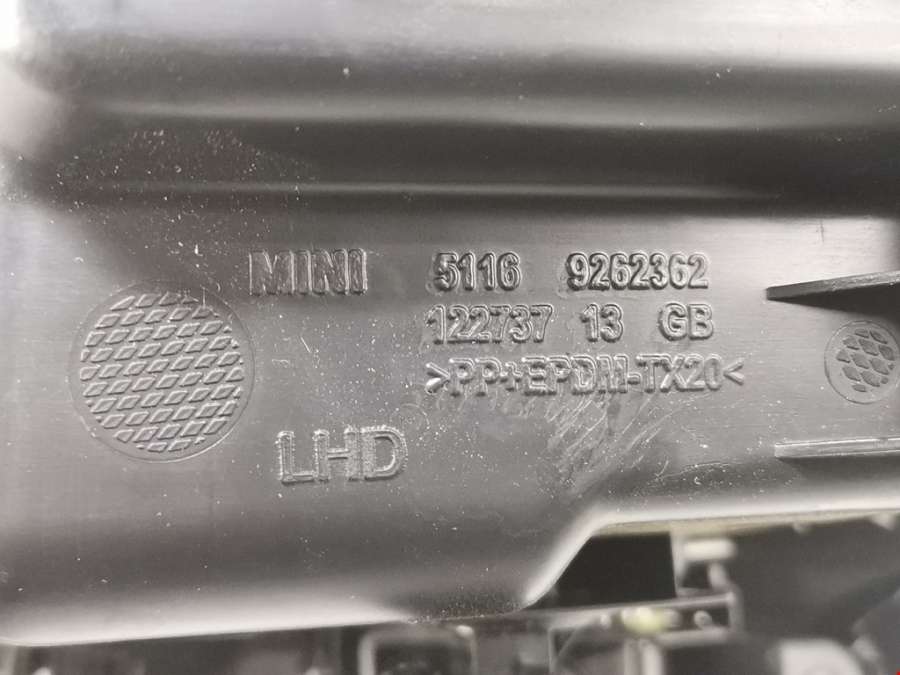 MINI 5116 9262362
122737 13 GB
>PP+EPDM-TX20<
LHD